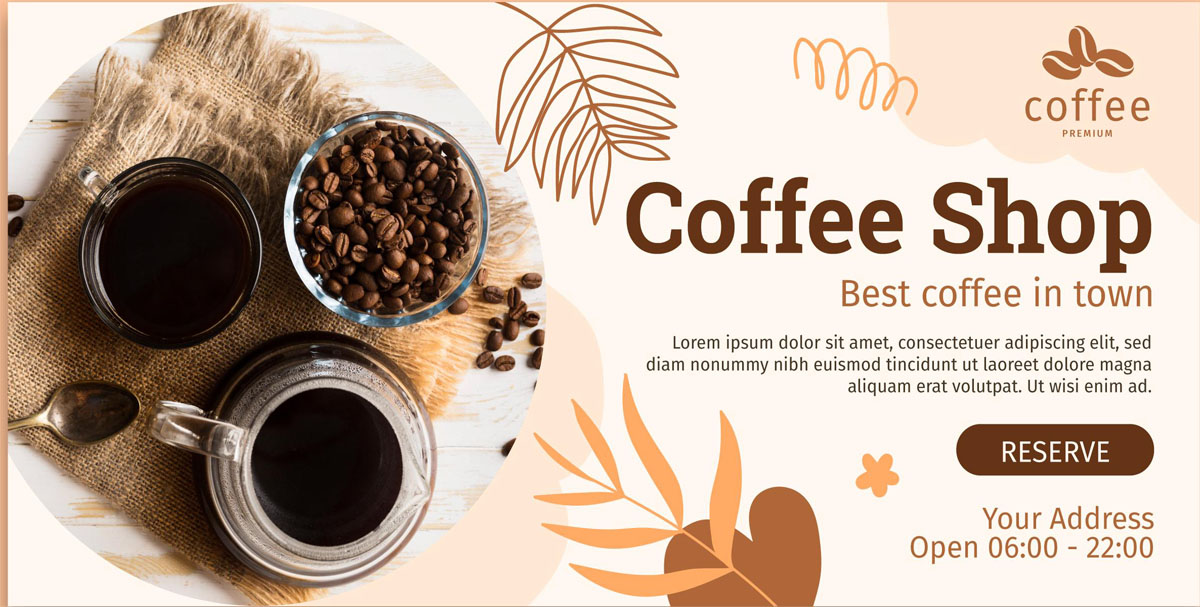 coffee
PREMIUM
Coffee Shop
Best coffee in town
Lorem ipsum dolor sit amet, consectetuer adipiscing elit, sed
diam nonummy nibh euismod tincidunt ut laoreet dolore magna
aliquam erat volutpat. Ut wisi enim ad.
RESERVE
Your Address
Open 06:00 - 22:00